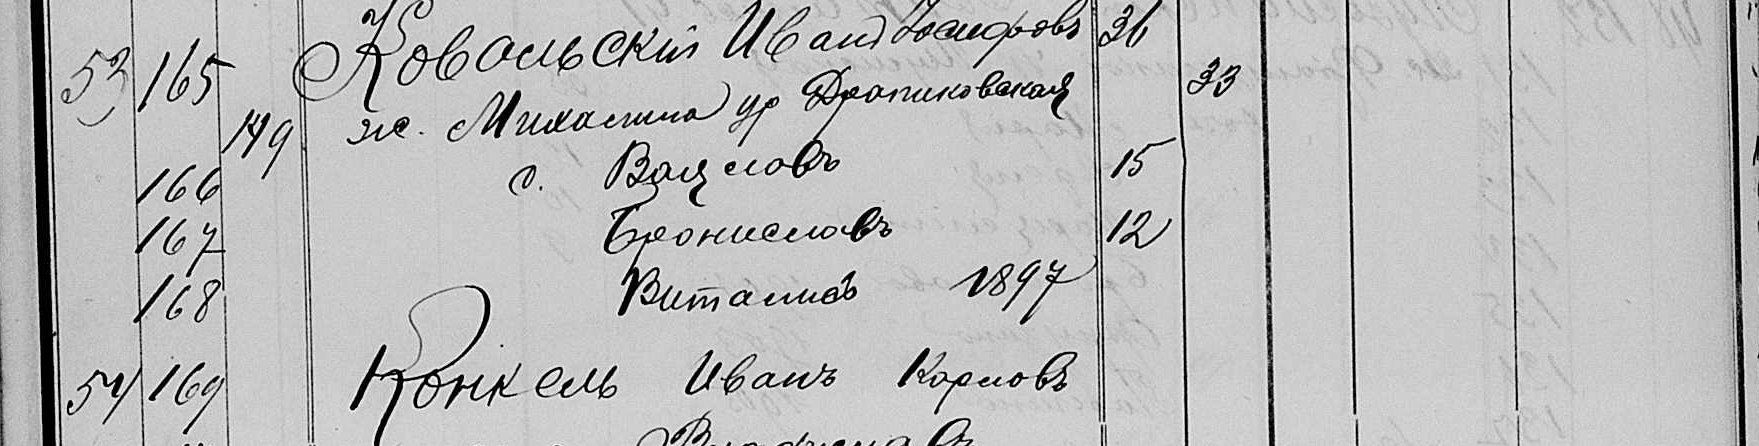 53 165 Ковальскій Иванъ Іосифовъ 36
149 ж. Михалина ур Драпиковская 33
166 с. Вацловъ 15
167 Брониславъ 12
168 Виталисъ 1897
54 169 Конкель Иванъ Карловъ